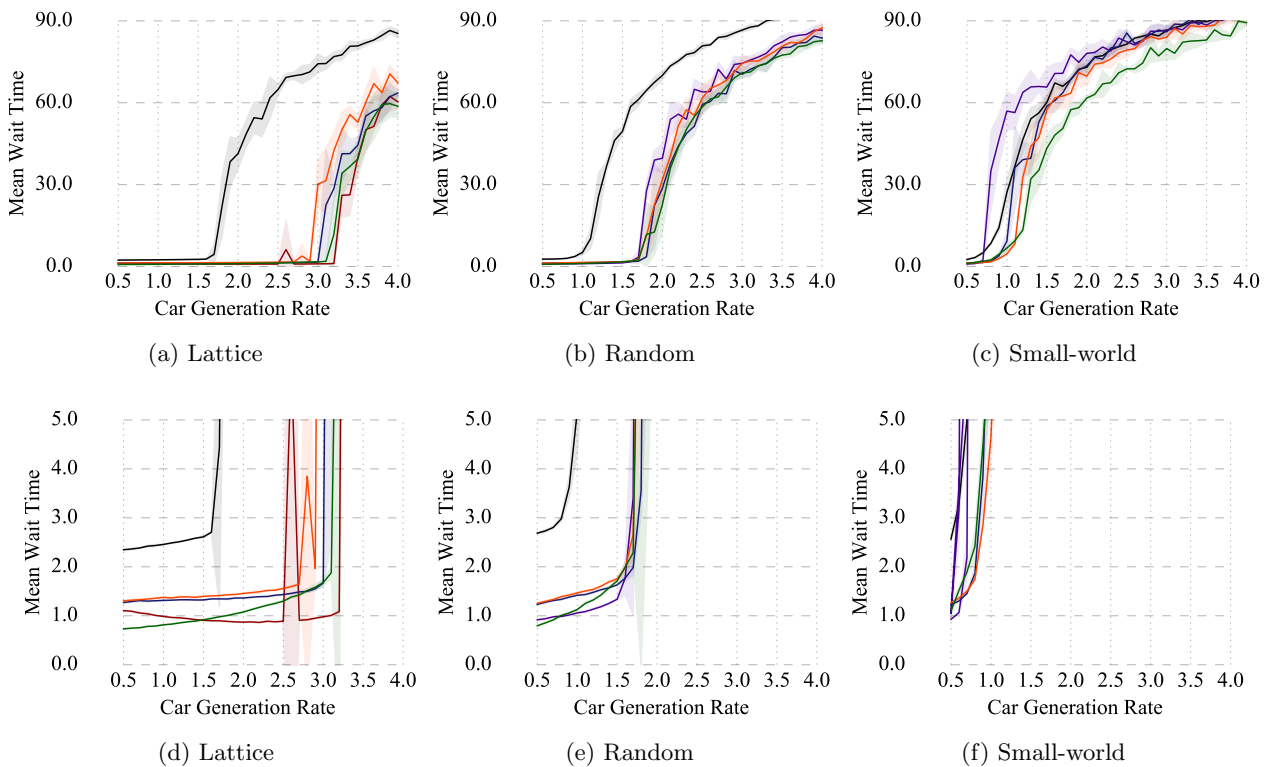 90.0
60.0
30.0
0.0
Mean Wait Time
0.5 1.0 1.5 2.0 2.5 3.0 3.5 4.0
Car Generation Rate
(a) Lattice
90.0
60.0
30.0
0.0
Mean Wait Time
0.5 1.0 1.5 2.0 2.5 3.0 3.5 4.0
Car Generation Rate
(b) Random
90.0
60.0
30.0
0.0
Mean Wait Time
0.5 1.0 1.5 2.0 2.5 3.0 3.5 4.0
Car Generation Rate
(c) Small-world
5.0
4.0
3.0
2.0
1.0
0.0
Mean Wait Time
0.5 1.0 1.5 2.0 2.5 3.0 3.5 4.0
Car Generation Rate
(d) Lattice
5.0
4.0
3.0
2.0
1.0
0.0
Mean Wait Time
0.5 1.0 1.5 2.0 2.5 3.0 3.5 4.0
Car Generation Rate
(e) Random
5.0
4.0
3.0
2.0
1.0
0.0
Mean Wait Time
0.5 1.0 1.5 2.0 2.5 3.0 3.5 4.0
Car Generation Rate
(f) Small-world